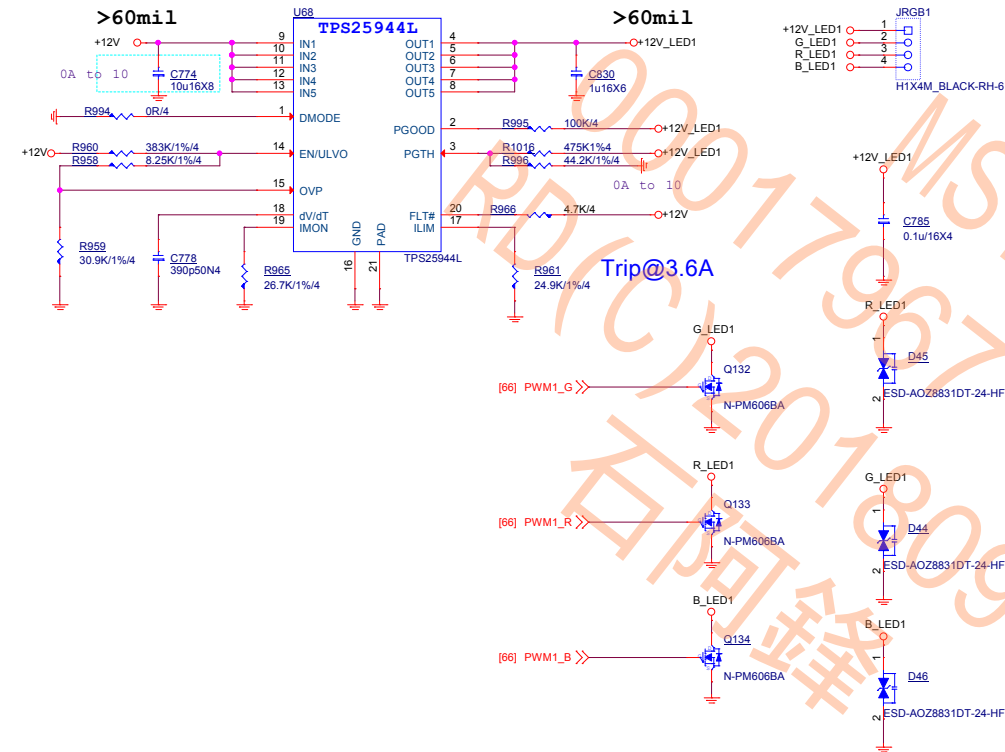 >60mil
>60mil
U68
TPS25944L
+12V
9 IN1
10 IN2
11 IN3
12 IN4
13 IN5
OUT1 4
OUT2 5
OUT3 6
OUT4 7
OUT5 8
+12V_LED1
0A to 10
C774
10u16X8
C830
1u16X6
R994 0R/4
1 DMODE
PGOOD 2
R995 100K/4
+12V_LED1
+12V
R960 383K/1%/4
14 EN/ULVO
PGTH 3
R1016 475K1%4
+12V_LED1
R958 8.25K/1%/4
R996 44.2K/1%/4
0A to 10
15 OVP
18 dV/dT
19 IMON
FLT# 20
ILIM 17
R966 4.7K/4
+12V
GND
PAD
16
21
TPS25944L
R959
30.9K/1%/4
C778
390p50N4
R965
26.7K/1%/4
R961
24.9K/1%/4
Trip@3.6A
JRGB1
+12V_LED1 1
G_LED1 2
R_LED1 3
B_LED1 4
H1X4M_BLACK-RH-6
+12V_LED1
C785
0.1u/16X4
G_LED1
Q132
[66] PWM1_G
N-PM606BA
R_LED1
1
D45
ESD-AOZ8831DT-24-HF
2
R_LED1
Q133
[66] PWM1_R
N-PM606BA
G_LED1
1
D44
ESD-AOZ8831DT-24-HF
2
B_LED1
Q134
[66] PWM1_B
N-PM606BA
B_LED1
1
D46
ESD-AOZ8831DT-24-HF
2
MS
00017967
RD(C)201809
石阿鋒